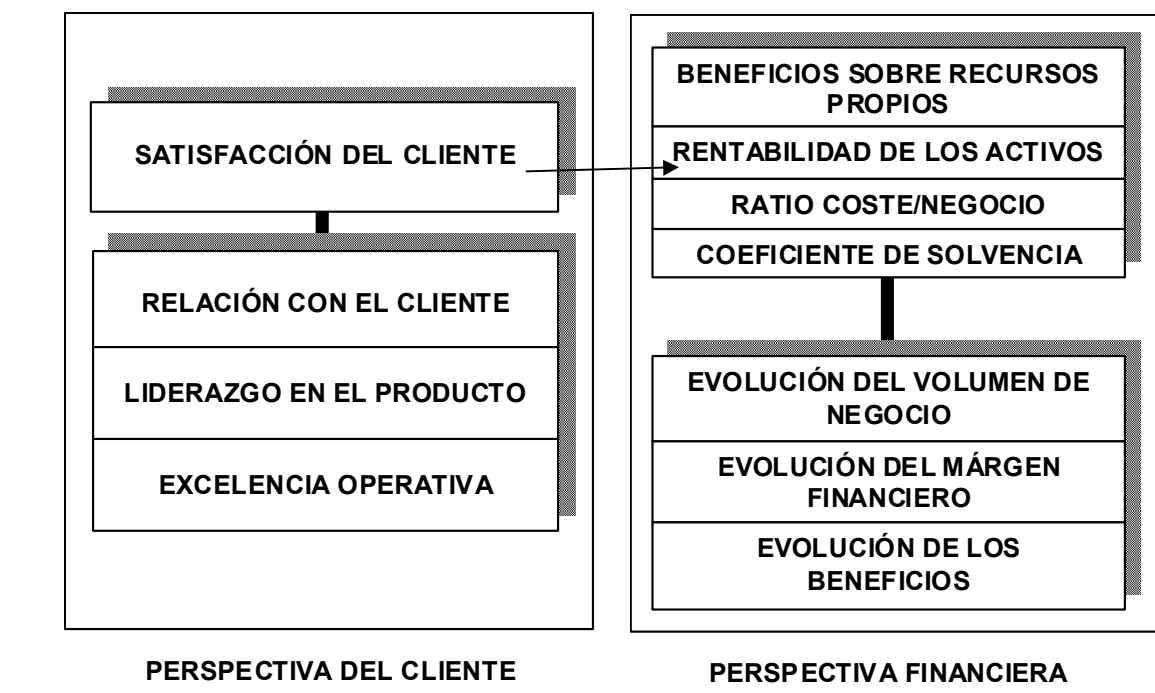 SATISFACCIÓN DEL CLIENTE
RELACIÓN CON EL CLIENTE
LIDERAZGO EN EL PRODUCTO
EXCELENCIA OPERATIVA
PERSPECTIVA DEL CLIENTE
BENEFICIOS SOBRE RECURSOS
PROPIOS
RENTABILIDAD DE LOS ACTIVOS
RATIO COSTE/NEGOCIO
COEFICIENTE DE SOLVENCIA
EVOLUCIÓN DEL VOLUMEN DE
NEGOCIO
EVOLUCIÓN DEL MÁRGEN
FINANCIERO
EVOLUCIÓN DE LOS
BENEFICIOS
PERSPECTIVA FINANCIERA